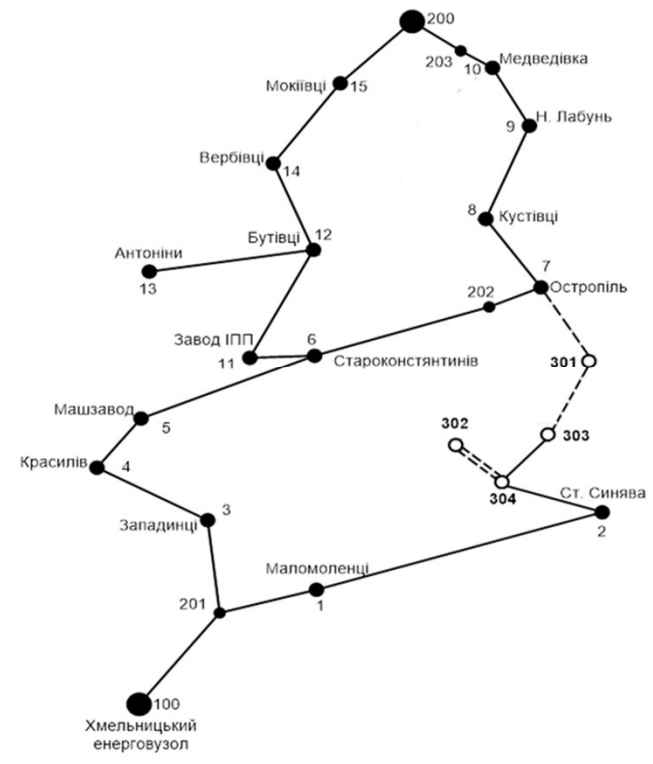 200
203
10
Медведівка
Мокіївці
15
9
Н. Лабунь
Вербівці
14
8
Кустівці
Бутівці
12
Антоніни
13
7
Остропіль
202
Завод ІПП
11
6
Староконстянтинів
301
Машзавод
5
302
303
Красилів
4
304
Ст. Синява
2
3
Западинці
Маломоленці
1
201
100
Хмельницький
енерговузол